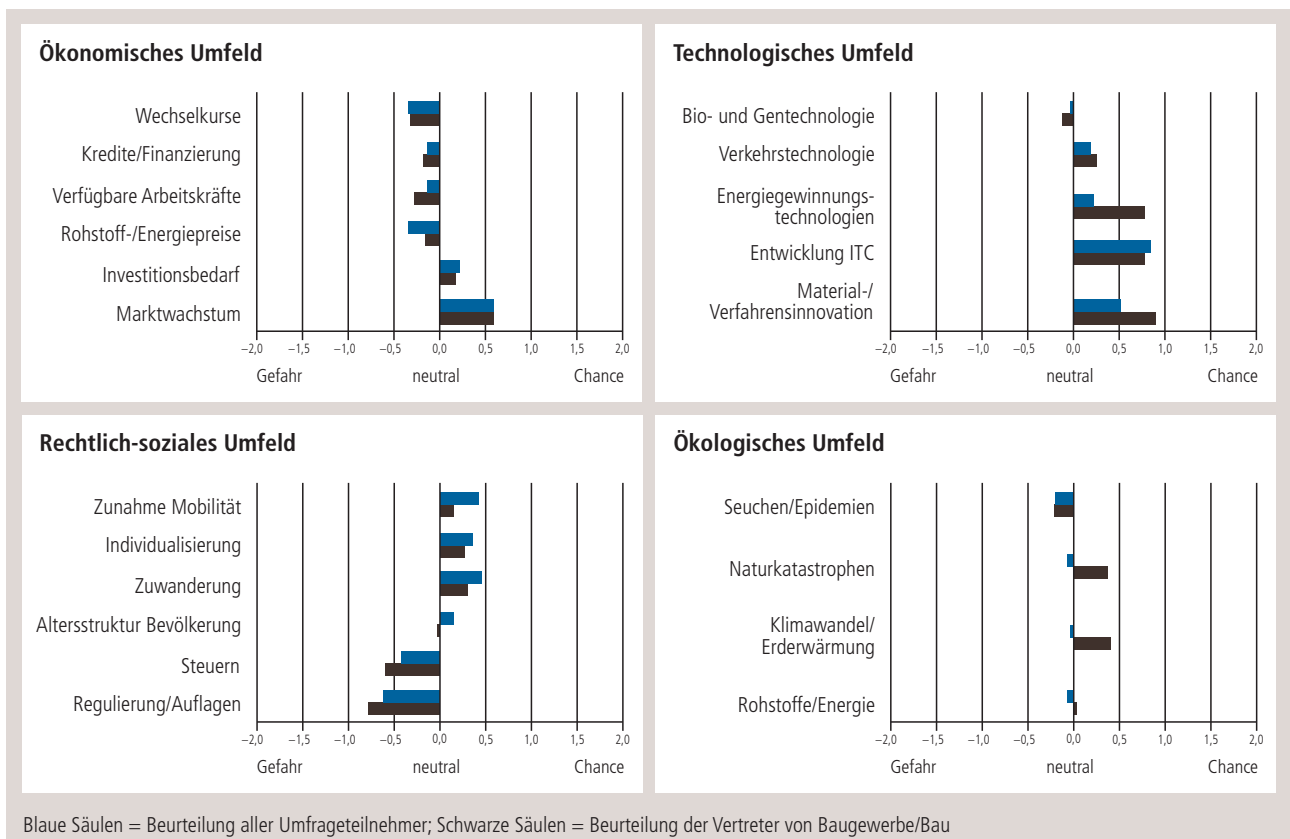 Ökonomisches Umfeld
Wechselkurse
Kredite/Finanzierung
Verfügbare Arbeitskräfte
Rohstoff-/Energiepreise
Investitionsbedarf
Marktwachstum
–2,0 –1,5 –1,0 –0,5 0,0 0,5 1,0 1,5 2,0
Gefahr neutral Chance
Technologisches Umfeld
Bio- und Gentechnologie
Verkehrstechnologie
Energiegewinnungs-
technologien
Entwicklung ITC
Material-/
Verfahrensinnovation
–2,0 –1,5 –1,0 –0,5 0,0 0,5 1,0 1,5 2,0
Gefahr neutral Chance
Rechtlich-soziales Umfeld
Zunahme Mobilität
Individualisierung
Zuwanderung
Altersstruktur Bevölkerung
Steuern
Regulierung/Auflagen
–2,0 –1,5 –1,0 –0,5 0,0 0,5 1,0 1,5 2,0
Gefahr neutral Chance
Ökologisches Umfeld
Seuchen/Epidemien
Naturkatastrophen
Klimawandel/
Erderwärmung
Rohstoffe/Energie
–2,0 –1,5 –1,0 –0,5 0,0 0,5 1,0 1,5 2,0
Gefahr neutral Chance
Blaue Säulen = Beurteilung aller Umfrageteilnehmer; Schwarze Säulen = Beurteilung der Vertreter von Baugewerbe/Bau